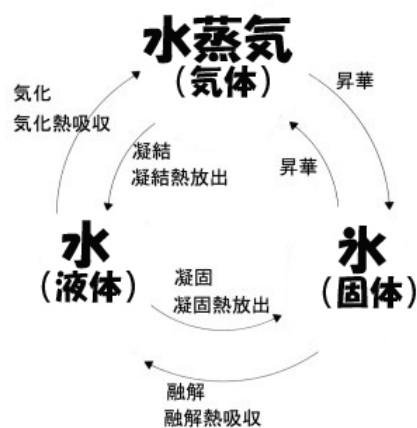 水蒸気
(気体)
気化
気化熱吸収
昇華
凝結
凝結熱放出
昇華
水
(液体)
氷
(固体)
凝固
凝固熱放出
融解
融解熱吸収